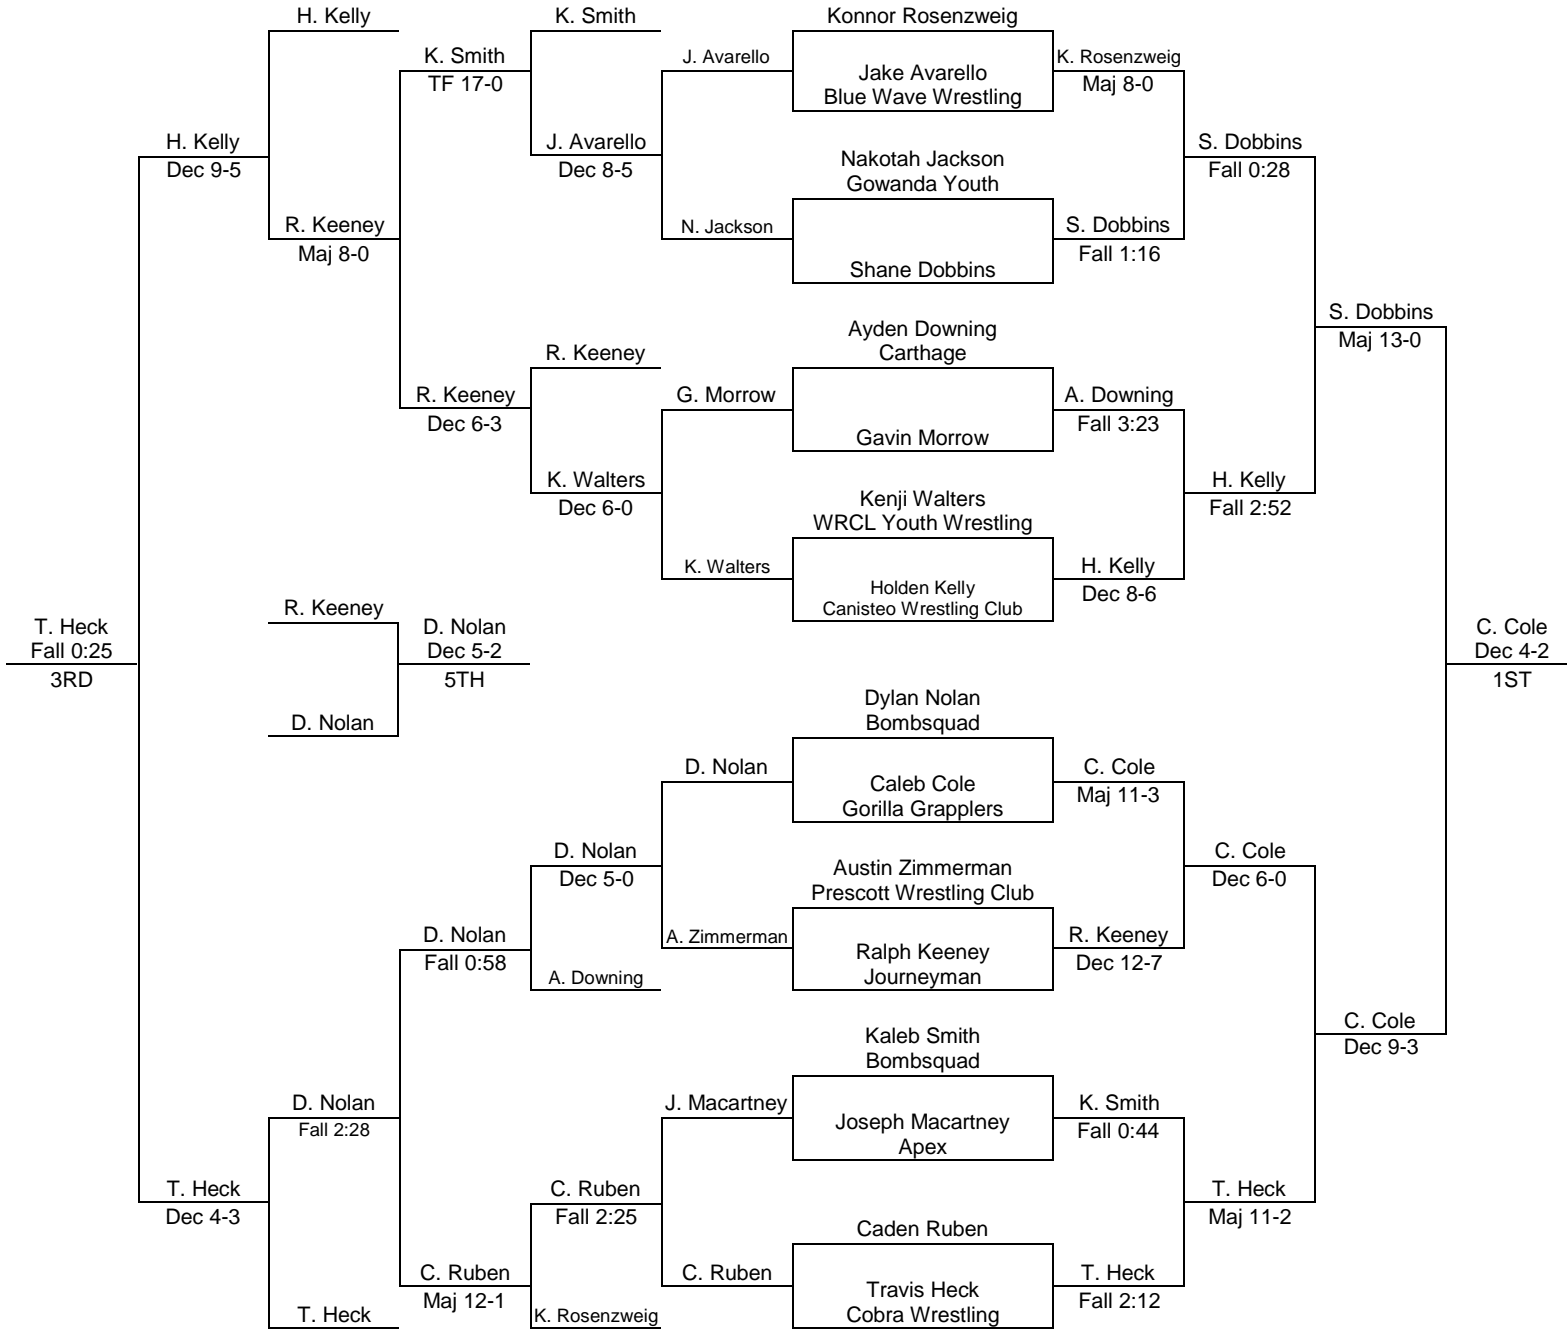 H. Kelly
K. Smith
Konnor Rosenzweig
K. Smith
TF 17-0
J. Avarello
Jake Avarello
Blue Wave Wrestling
K. Rosenzweig
Maj 8-0
H. Kelly
Dec 9-5
J. Avarello
Dec 8-5
Nakotah Jackson
Gowanda Youth
S. Dobbins
Fall 0:28
R. Keeney
Maj 8-0
N. Jackson
Shane Dobbins
S. Dobbins
Fall 1:16
S. Dobbins
Maj 13-0
Ayden Downing
Carthage
R. Keeney
R. Keeney
Dec 6-3
G. Morrow
Gavin Morrow
A. Downing
Fall 3:23
K. Walters
Dec 6-0
Kenji Walters
WRCL Youth Wrestling
H. Kelly
Fall 2:52
K. Walters
Holden Kelly
Canisteo Wrestling Club
H. Kelly
Dec 8-6
R. Keeney
T. Heck
Fall 0:25
3RD
D. Nolan
Dec 5-2
5TH
C. Cole
Dec 4-2
1ST
D. Nolan
Dylan Nolan
Bombsquad
D. Nolan
Caleb Cole
Gorilla Grapplers
C. Cole
Maj 11-3
D. Nolan
Dec 5-0
Austin Zimmerman
Prescott Wrestling Club
C. Cole
Dec 6-0
D. Nolan
Fall 0:58
A. Zimmerman
Ralph Keeney
Journeyman
R. Keeney
Dec 12-7
A. Downing
C. Cole
Dec 9-3
Kaleb Smith
Bombsquad
D. Nolan
Fall 2:28
J. Macartney
Joseph Macartney
Apex
K. Smith
Fall 0:44
T. Heck
Dec 4-3
C. Ruben
Fall 2:25
Caden Ruben
T. Heck
Maj 11-2
C. Ruben
Maj 12-1
C. Ruben
Travis Heck
Cobra Wrestling
T. Heck
Fall 2:12
T. Heck
K. Rosenzweig